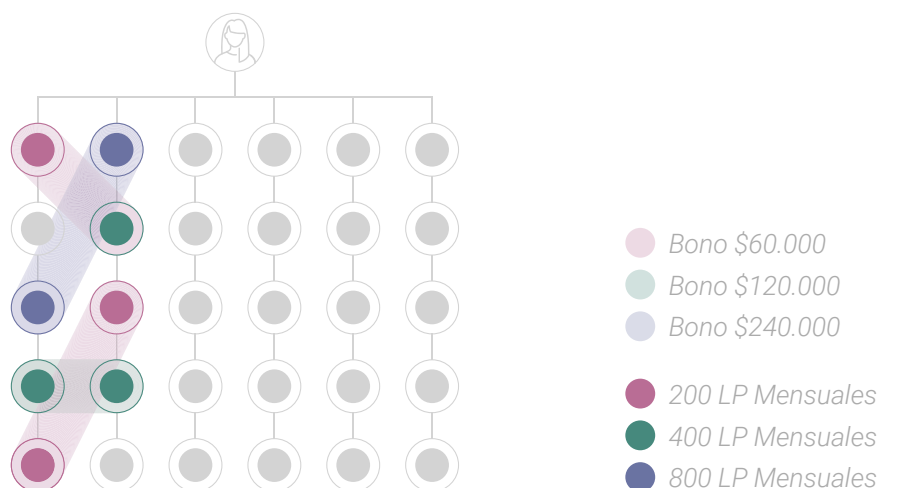 Bono $60.000
Bono $120.000
Bono $240.000
200 LP Mensuales
400 LP Mensuales
800 LP Mensuales